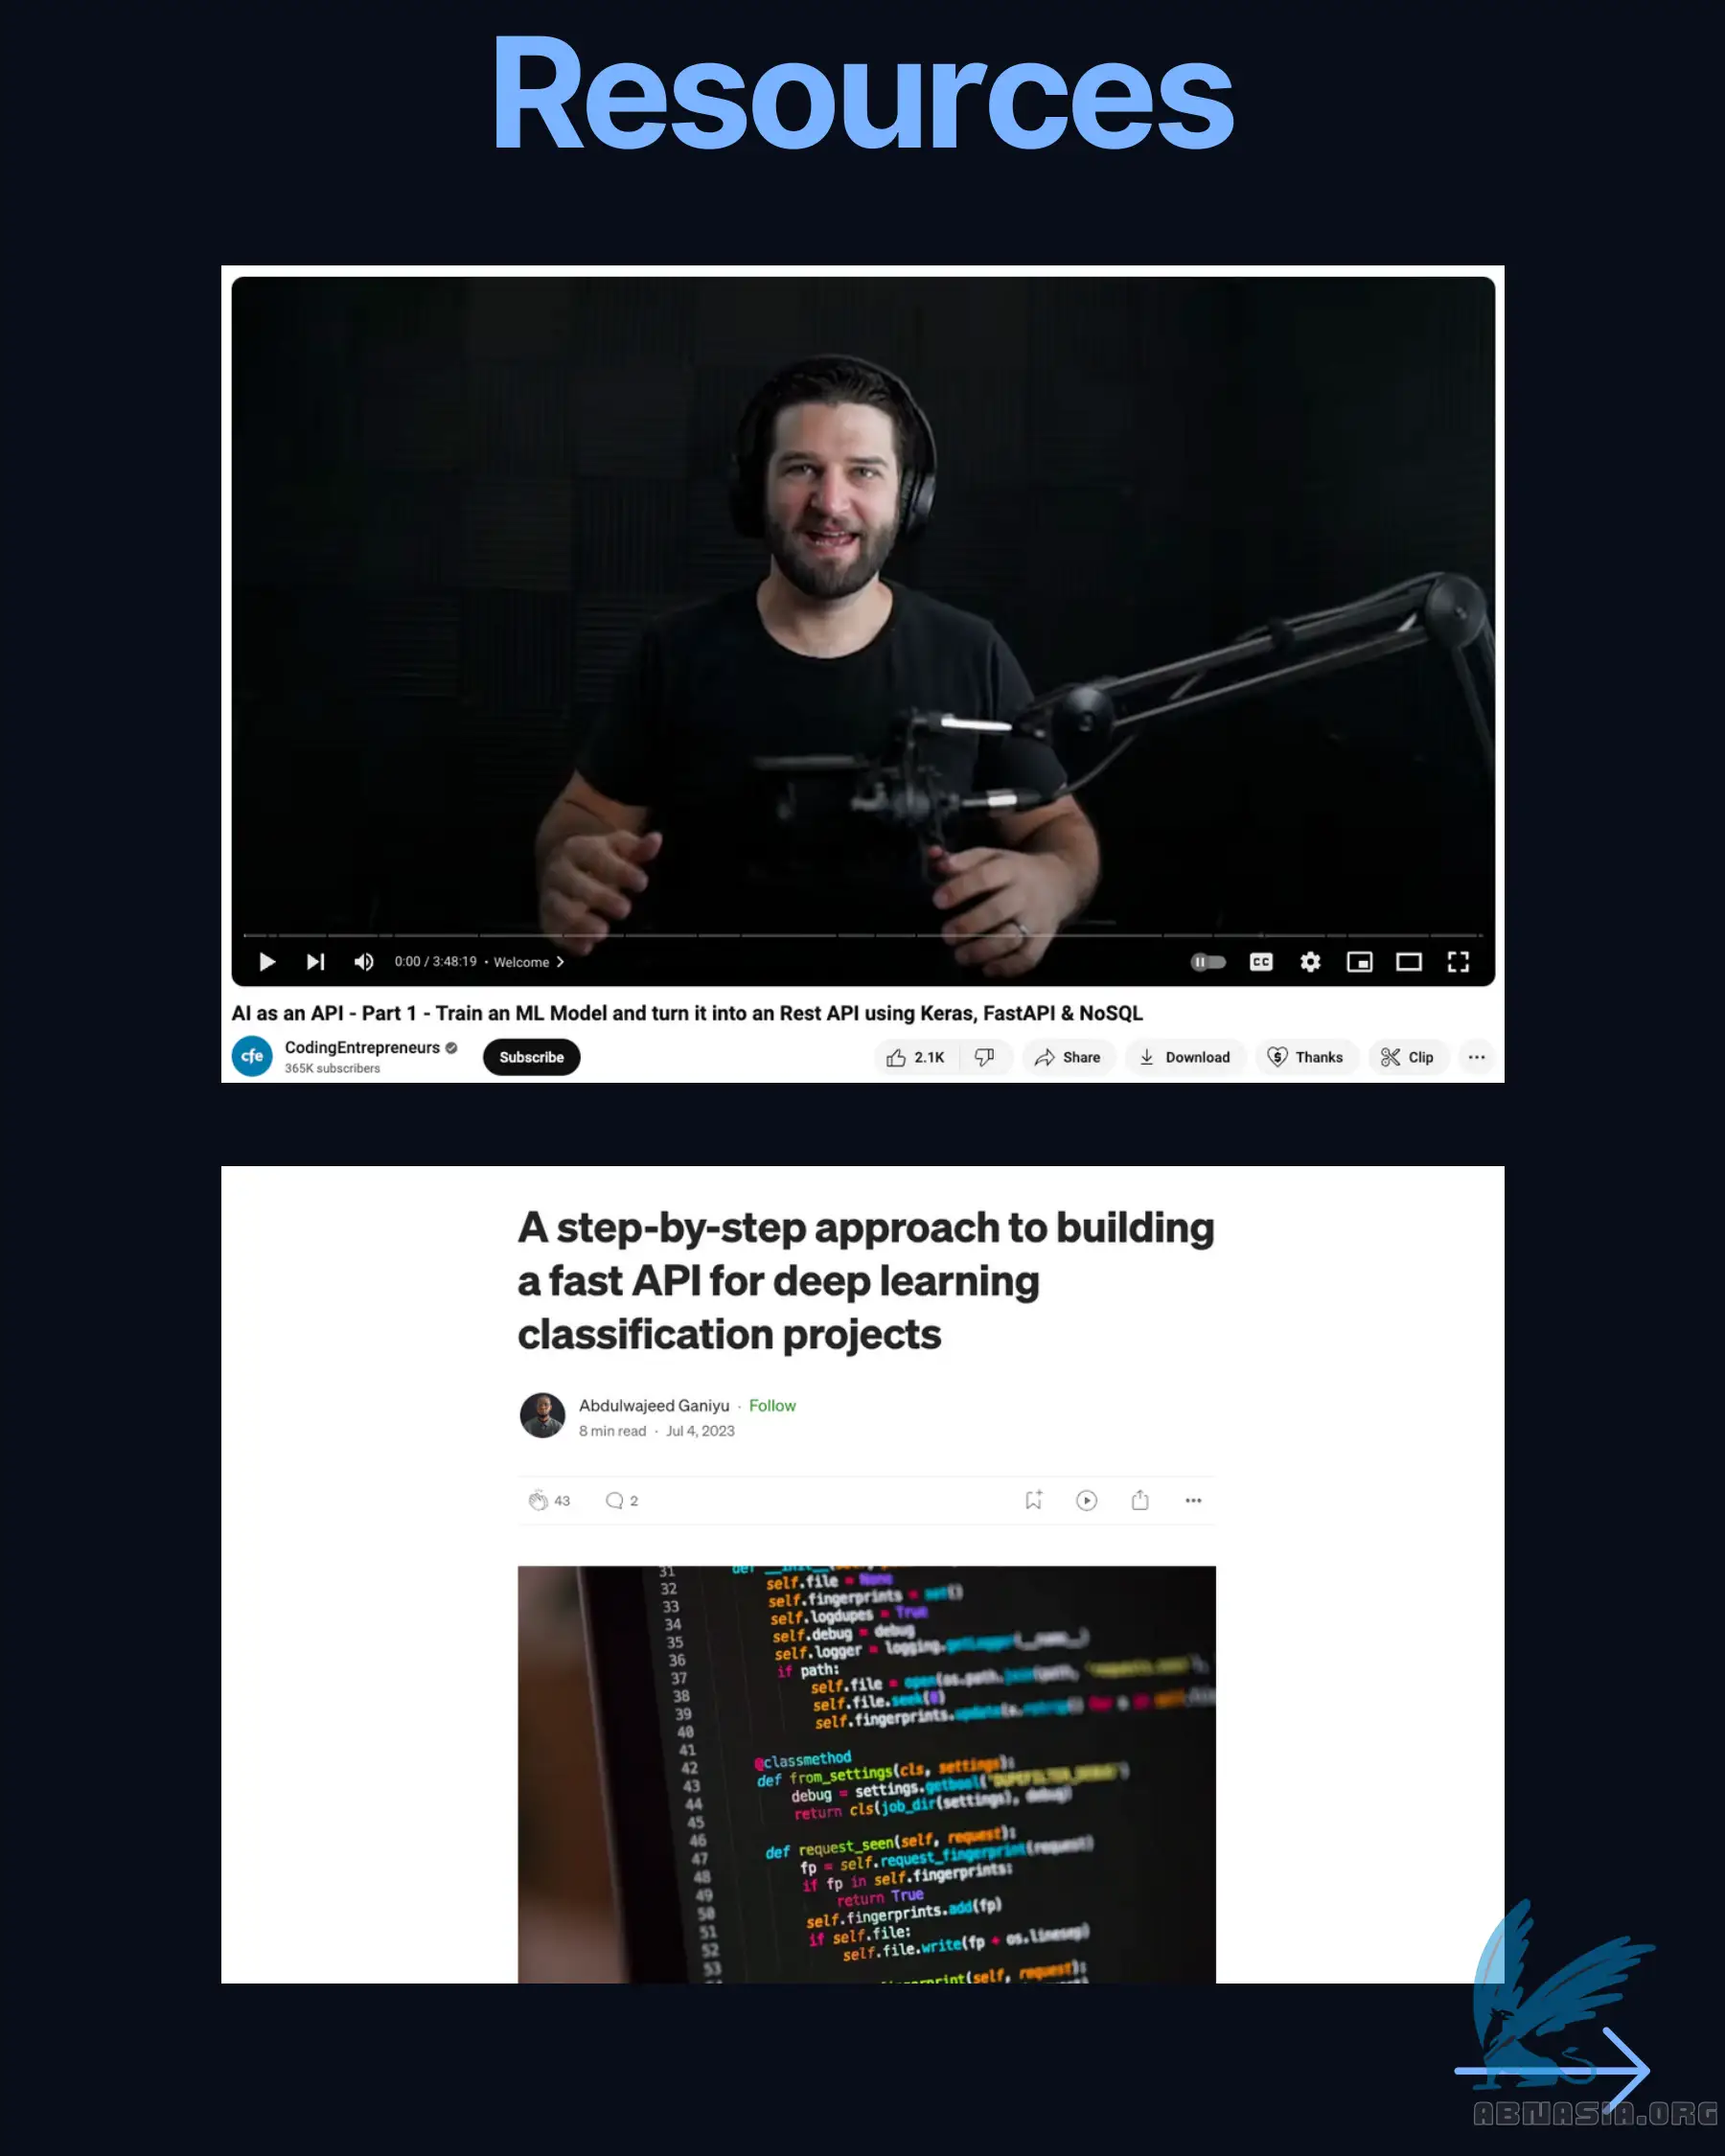 Resources
0:00 / 3:48:19 • Welcome
CC
AI as an API - Part 1 - Train an ML Model and turn it into an Rest API using Keras, FastAPI & NoSQL
cfe
CodingEntrepreneurs
365K subscribers
Subscribe
2.1K
Share
Download
Thanks
Clip
A step-by-step approach to building
a fast API for deep learning
classification projects
Abdulwajeed Ganiyu · Follow
8 min read · Jul 4, 2023
43
2
31 def __init__(self,
32 self.file = None
33 self.fingerprints = set()
34 self.logdupes = True
35 self.debug = debug
36 self.logger = logging.getLogger(__name__)
37 if path:
38 self.file = open(os.path.join(path,
39 self.file.seek(0)
40 self.fingerprints.update(
41
42 @classmethod
43 def from_settings(cls, settings):
44 debug = settings.getbool(
45 return cls(job_dir(settings), debug)
46
47 def request_seen(self, request):
48 fp = self.request_fingerprint(request)
49 if fp in self.fingerprints:
50 return True
51 self.fingerprints.add(fp)
52 if self.file:
53 self.file.write(fp + os.linesep)
(self, request):
ABNASIA.ORG